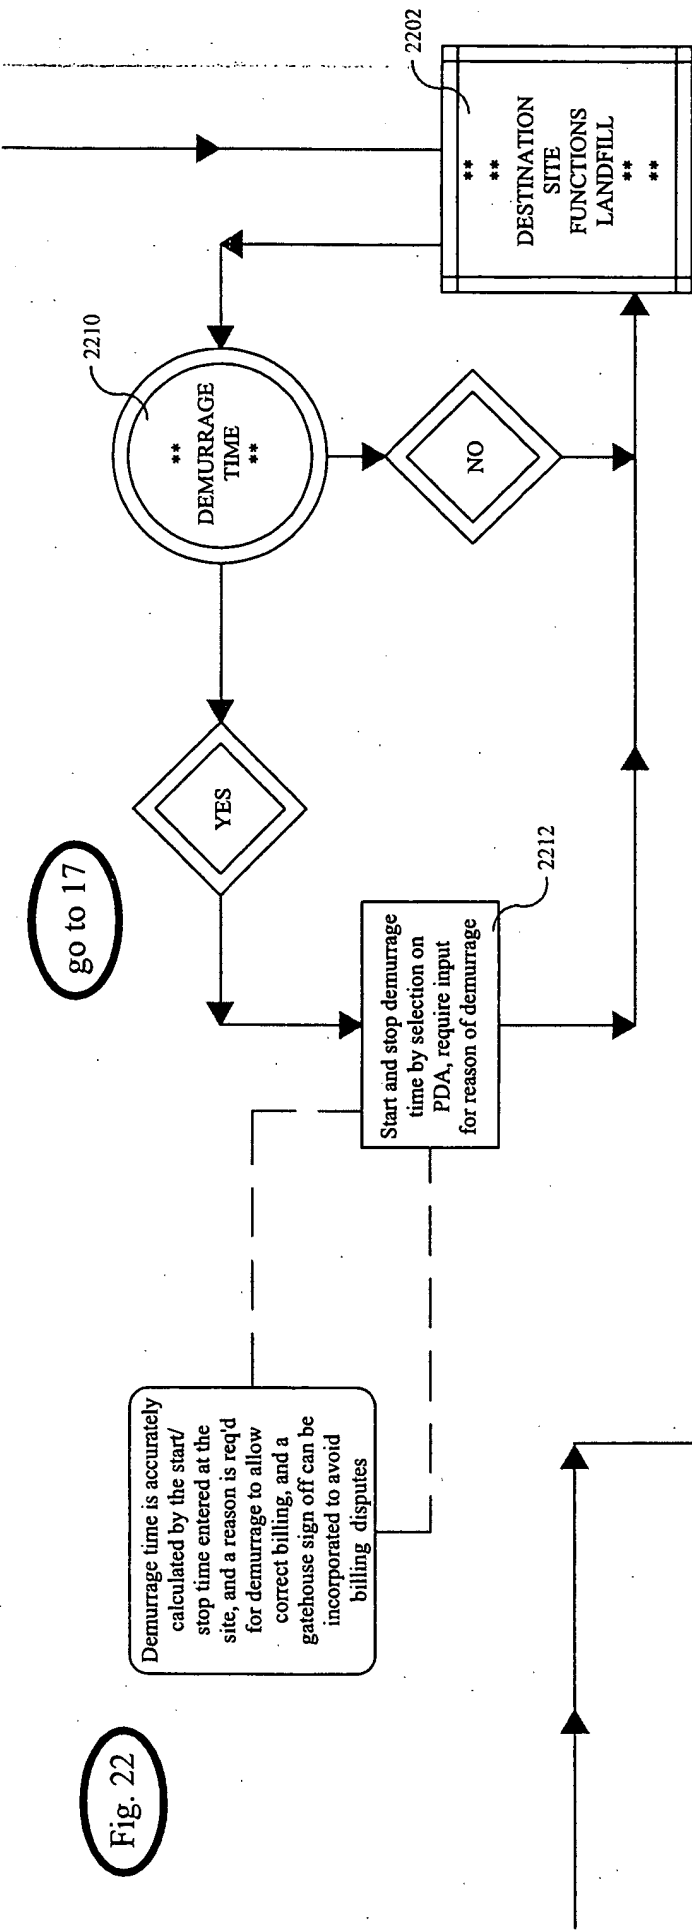 Fig. 22
go to 17
Demurrage time is accurately
calculated by the start/
stop time entered at the
site, and a reason is req'd
for demurrage to allow
correct billing, and a
gatehouse sign off can be
incorporated to avoid
billing disputes
Start and stop demurrage
time by selection on
PDA, require input
for reason of demurrage
2212
YES
**
DEMURRAGE
TIME
**
2210
NO
**
**
DESTINATION
SITE
FUNCTIONS
LANDFILL
**
**
2202